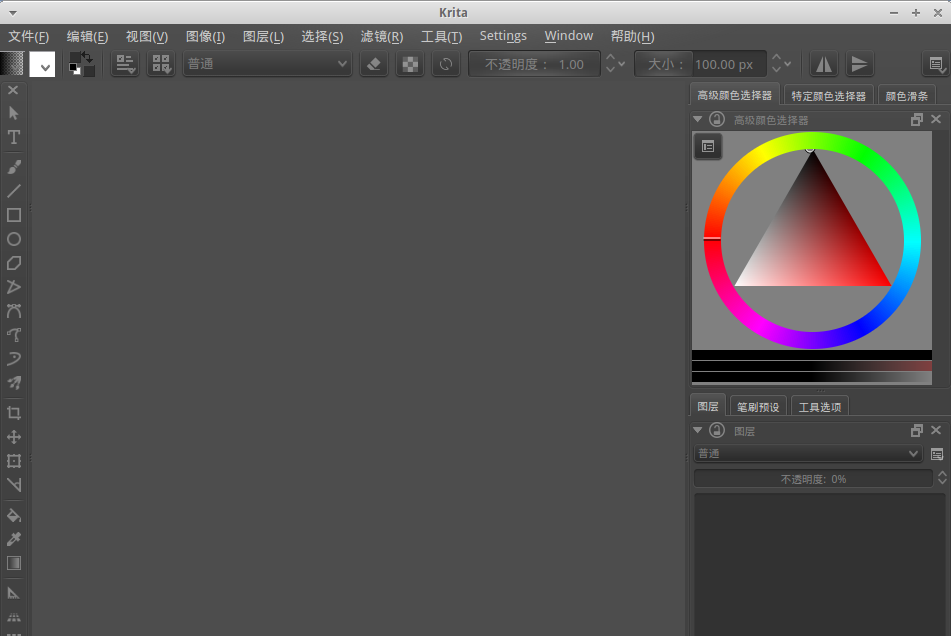 Krita
文件(F) 编辑(E) 视图(V) 图像(I) 图层(L) 选择(S) 滤镜(R) 工具(T) Settings Window 帮助(H)
普通 不透明度： 1.00 大小： 100.00 px
高级颜色选择器 特定颜色选择器 颜色滑条
高级颜色选择器
图层 笔刷预设 工具选项
图层
普通
不透明度: 0%